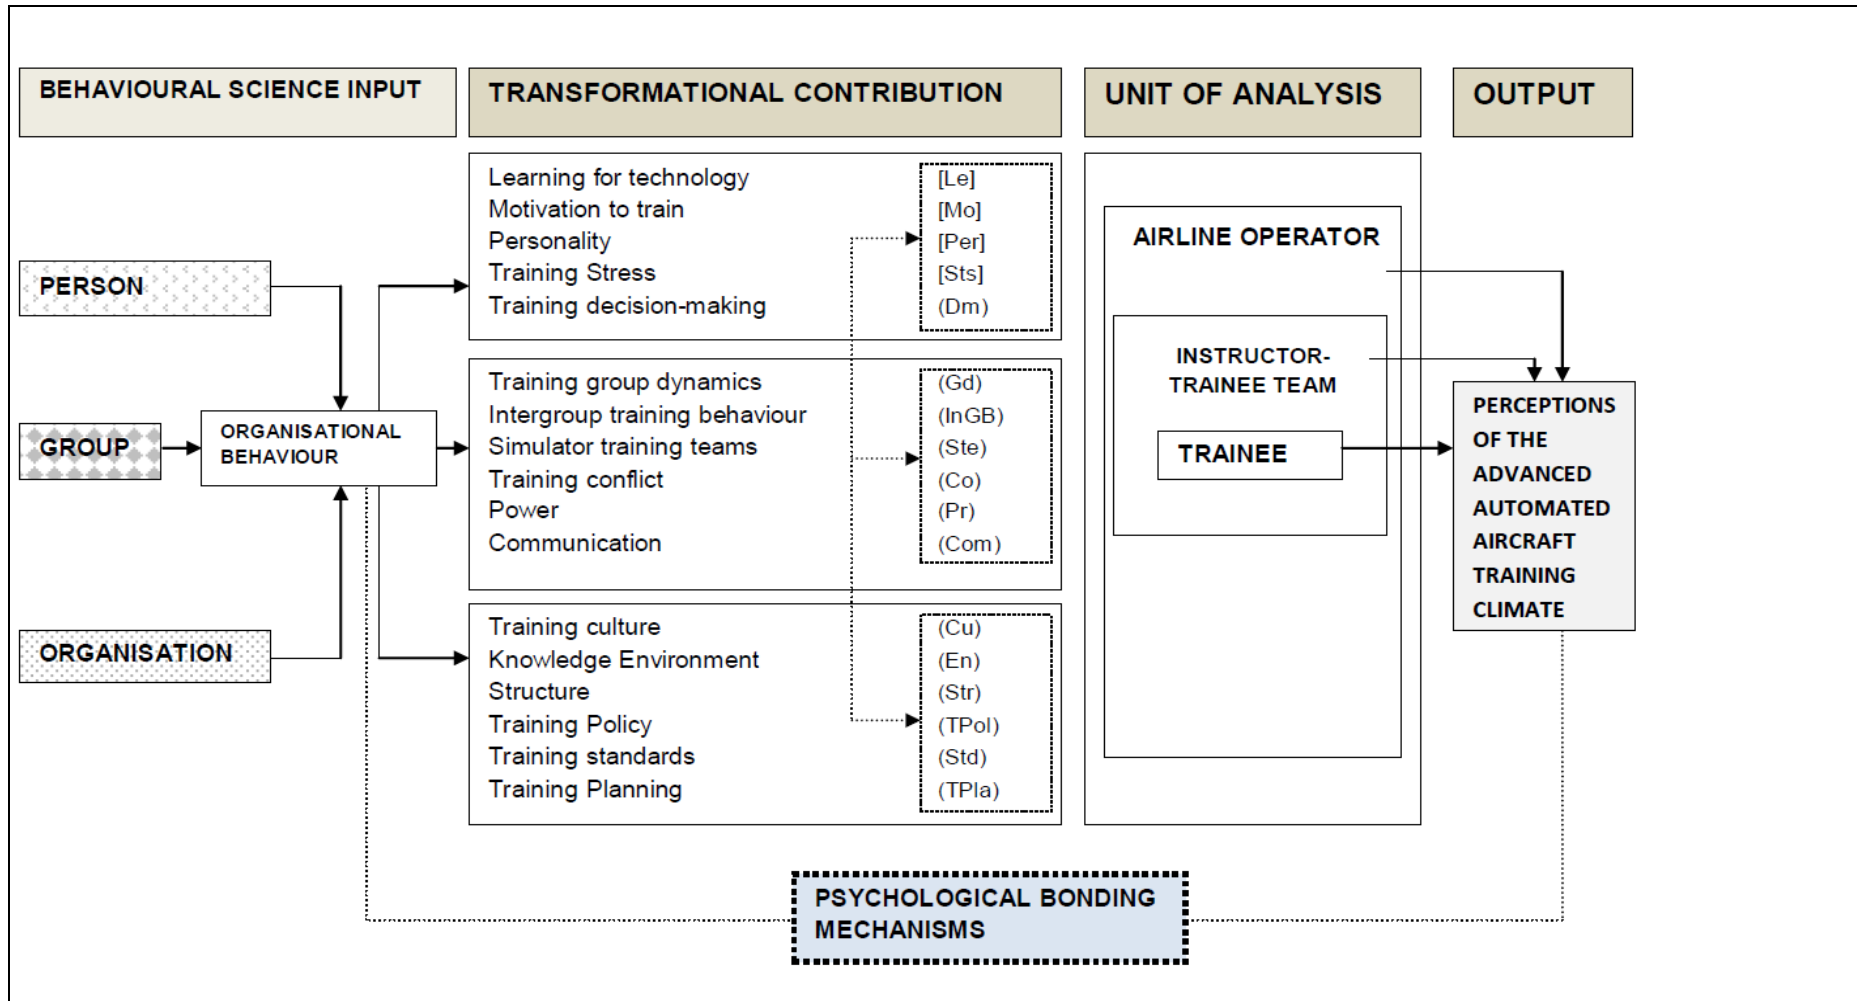 BEHAVIOURAL SCIENCE INPUT
TRANSFORMATIONAL CONTRIBUTION
UNIT OF ANALYSIS
OUTPUT
PERSON
GROUP
ORGANISATION
ORGANISATIONAL
BEHAVIOUR
Learning for technology [Le]
Motivation to train [Mo]
Personality [Per]
Training Stress [Sts]
Training decision-making (Dm)
Training group dynamics (Gd)
Intergroup training behaviour (InGB)
Simulator training teams (Ste)
Training conflict (Co)
Power (Pr)
Communication (Com)
Training culture (Cu)
Knowledge Environment (En)
Structure (Str)
Training Policy (TPol)
Training standards (Std)
Training Planning (TPla)
AIRLINE OPERATOR
INSTRUCTOR-
TRAINEE TEAM
TRAINEE
PERCEPTIONS
OF THE
ADVANCED
AUTOMATED
AIRCRAFT
TRAINING
CLIMATE
PSYCHOLOGICAL BONDING
MECHANISMS